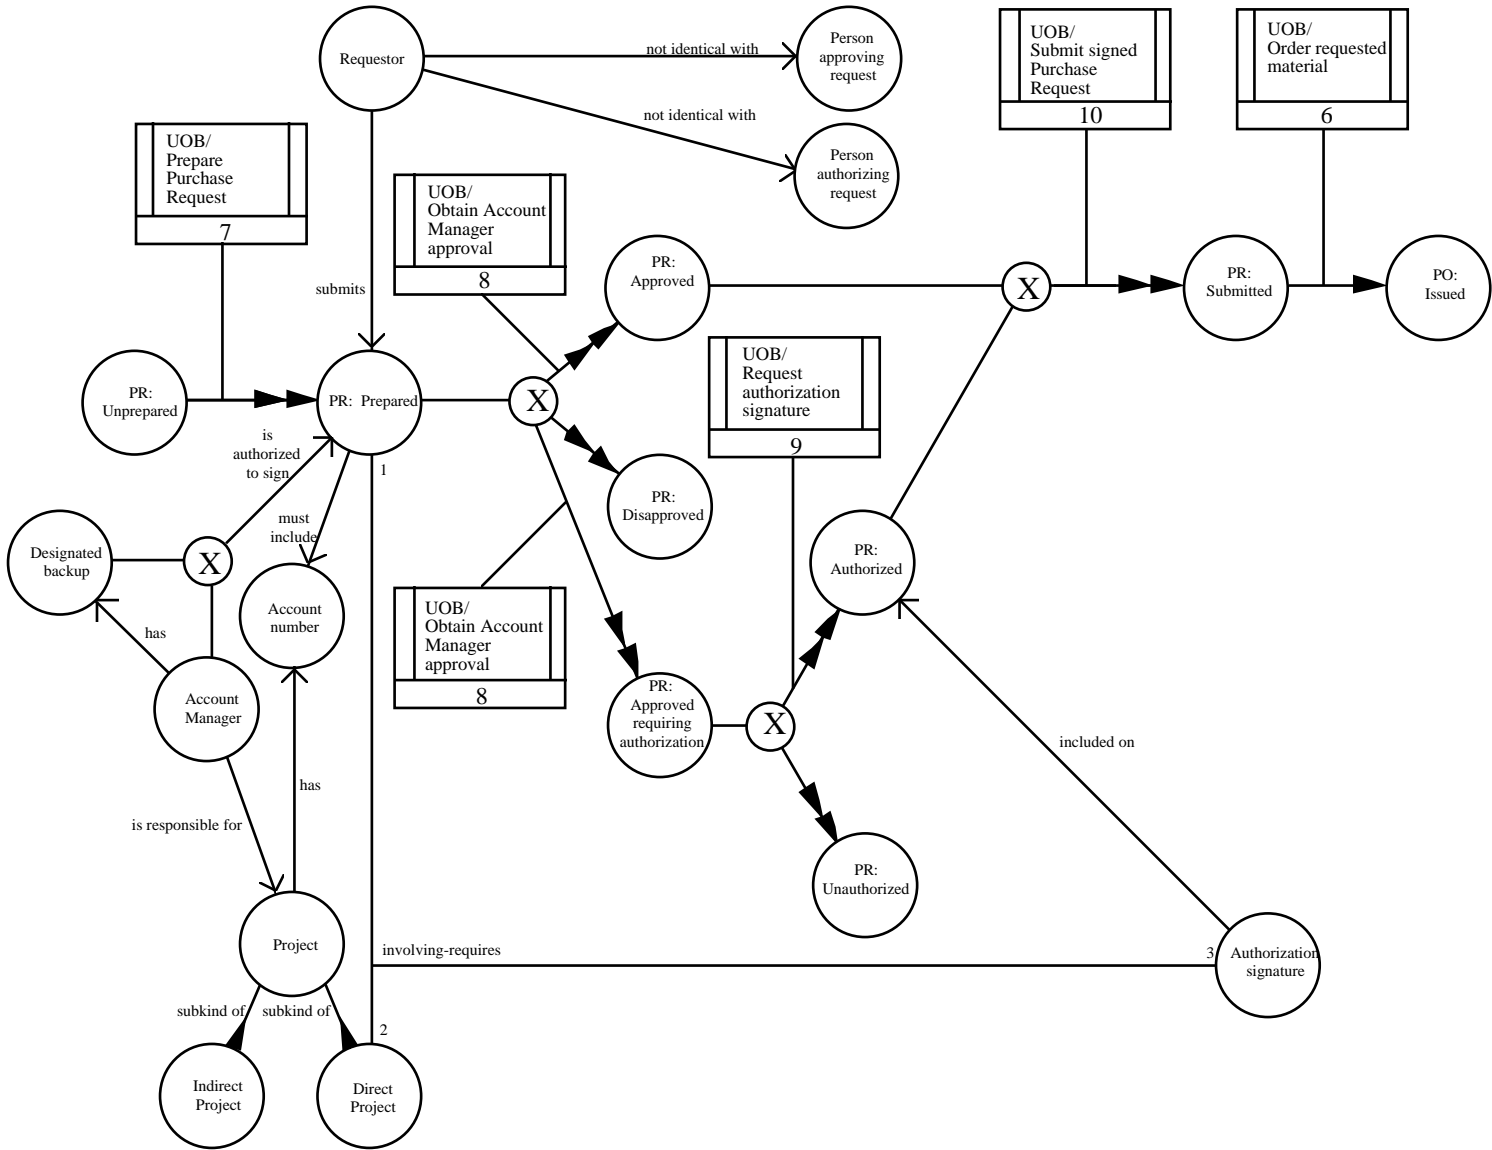 Requestor
not identical with
Person
approving
request
not identical with
Person
authorizing
request
UOB/
Submit signed
Purchase
Request
10
UOB/
Order requested
material
6
UOB/
Prepare
Purchase
Request
7
UOB/
Obtain Account
Manager
approval
8
submits
PR:
Approved
X
PR:
Submitted
PO:
Issued
PR:
Unprepared
PR: Prepared
X
UOB/
Request
authorization
signature
9
is
authorized
to sign
1
PR:
Disapproved
must
include
Designated
backup
X
Account
number
has
PR:
Authorized
UOB/
Obtain Account
Manager
approval
8
Account
Manager
PR:
Approved
requiring
authorization
X
included on
has
is responsible for
PR:
Unauthorized
Project
involving-requires
3
Authorization
signature
subkind of
subkind of
2
Indirect
Project
Direct
Project